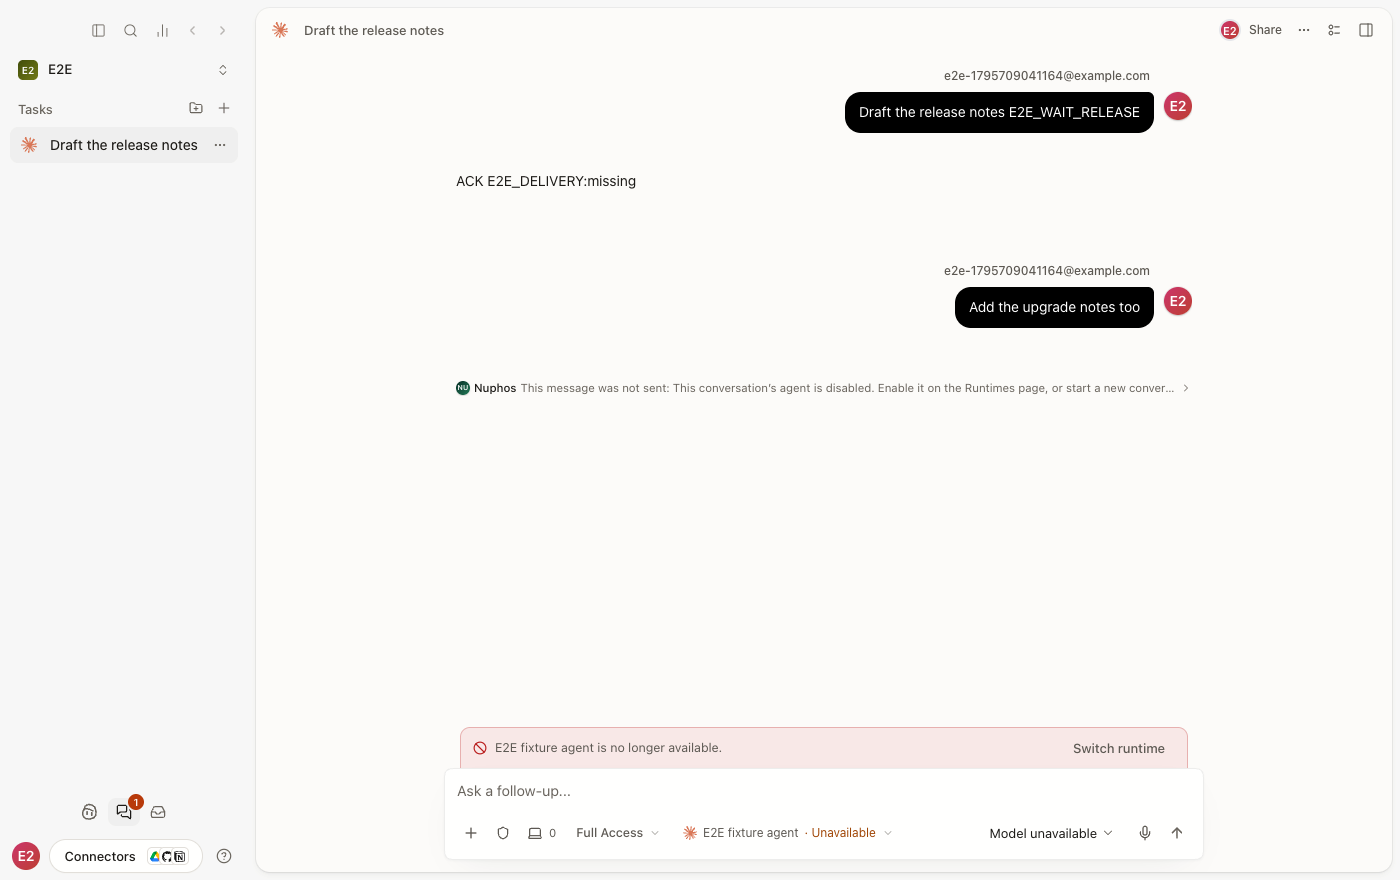 Draft the release notes
E2 Share
E2 E2E
Tasks
Draft the release notes
e2e-1795709041164@example.com
Draft the release notes E2E_WAIT_RELEASE
E2
ACK E2E_DELIVERY:missing
e2e-1795709041164@example.com
Add the upgrade notes too
E2
NU Nuphos This message was not sent: This conversation's agent is disabled. Enable it on the Runtimes page, or start a new conver...
E2E fixture agent is no longer available.
Switch runtime
Ask a follow-up...
0 Full Access E2E fixture agent · Unavailable Model unavailable
1
E2 Connectors